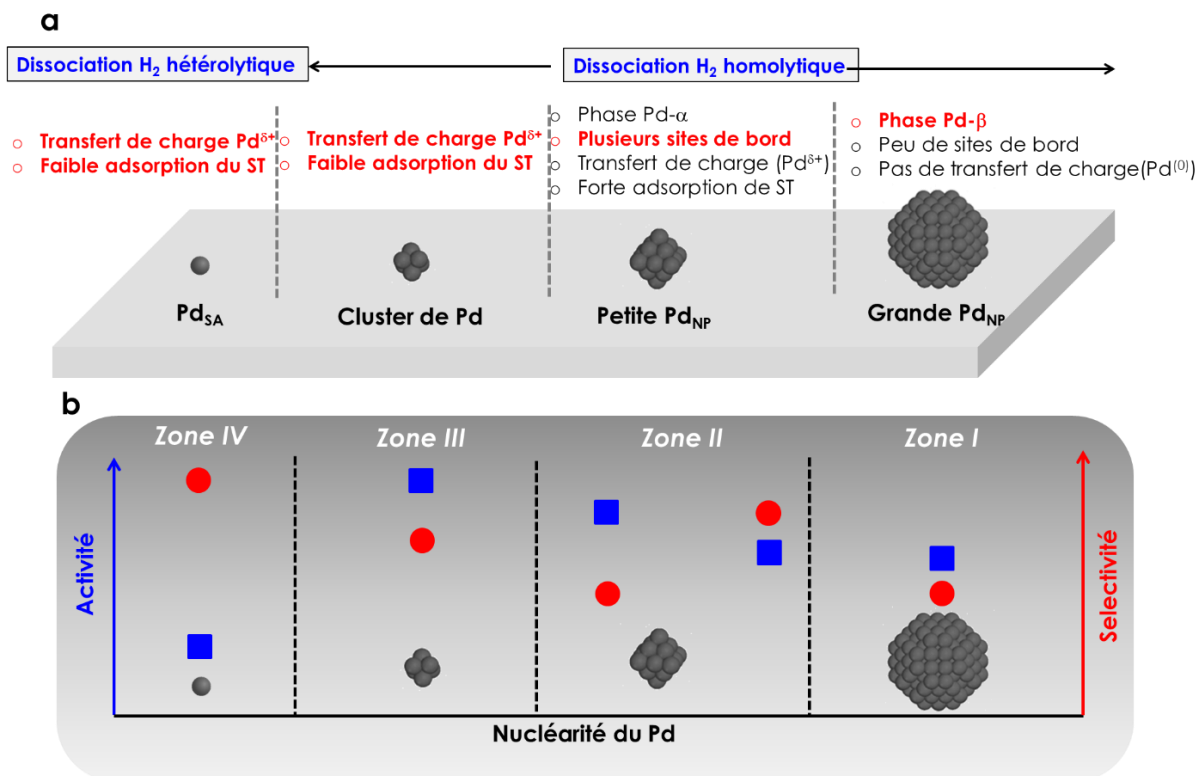 a
Dissociation H₂ hétérolytique
Dissociation H₂ homolytique
○ Transfert de charge Pdᵟ⁺
○ Faible adsorption du ST
○ Transfert de charge Pdᵟ⁺
○ Faible adsorption du ST
○ Phase Pd-α
○ Plusieurs sites de bord
○ Transfert de charge (Pdᵟ⁺)
○ Forte adsorption de ST
○ Phase Pd-β
○ Peu de sites de bord
○ Pas de transfert de charge(Pd⁽⁰⁾)
Pd_SA
Cluster de Pd
Petite Pd_NP
Grande Pd_NP
b
Zone IV
Zone III
Zone II
Zone I
Activité
Selectivité
Nucléarité du Pd